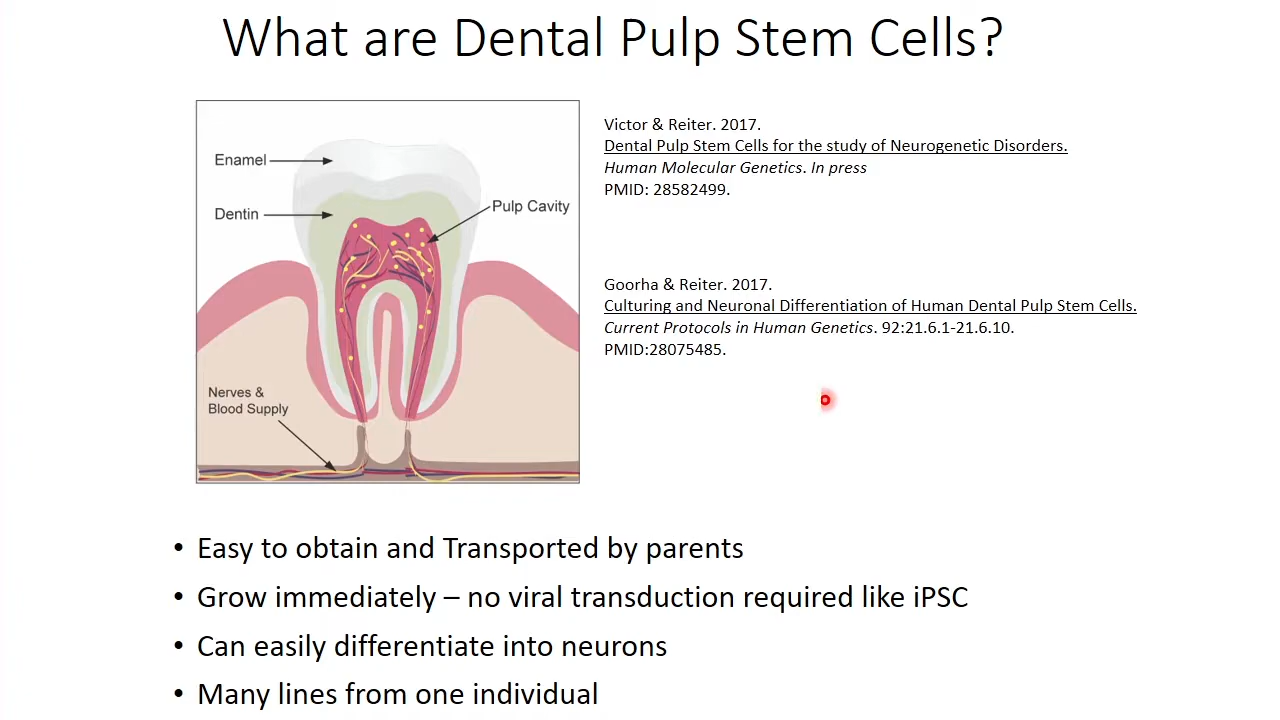 What are Dental Pulp Stem Cells?
Enamel
Dentin
Pulp Cavity
Nerves &
Blood Supply
Victor & Reiter. 2017.
Dental Pulp Stem Cells for the study of Neurogenetic Disorders.
Human Molecular Genetics. In press
PMID: 28582499.
Goorha & Reiter. 2017.
Culturing and Neuronal Differentiation of Human Dental Pulp Stem Cells.
Current Protocols in Human Genetics. 92:21.6.1-21.6.10.
PMID:28075485.
• Easy to obtain and Transported by parents
• Grow immediately – no viral transduction required like iPSC
• Can easily differentiate into neurons
• Many lines from one individual